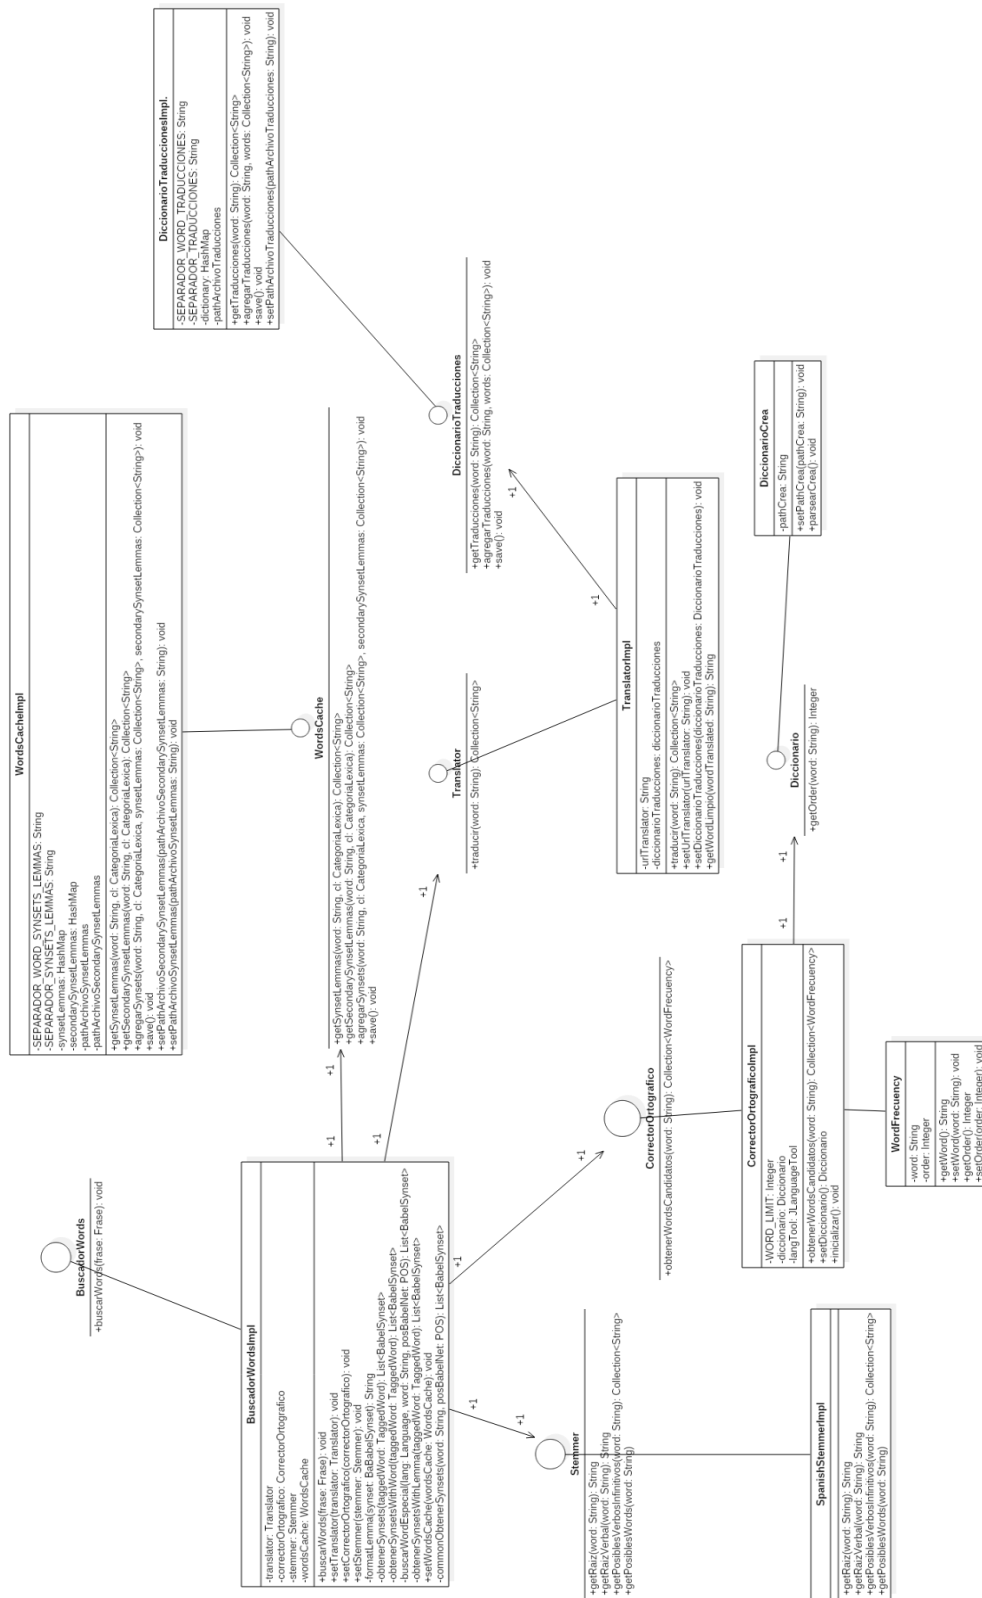 BuscadorWords
+buscarWords(frase: Frase): void
BuscadorWordsImpl
-translator: Translator
-correctorOrtografico: CorrectorOrtografico
-stemmer: Stemmer
-wordsCache: WordsCache
+buscarWords(frase: Frase): void
+setTranslator(translator: Translator): void
+setCorrectorOrtografico(correctorOrtografico): void
+setStemmer(stemmer: Stemmer): void
-formatLemma(synset: BaBabelSynset): String
-obtenerSynsets(taggedWord: TaggedWord): List<BabelSynset>
-obtenerSynsetsWithWord(taggedWord: TaggedWord): List<BabelSynset>
-buscarWordEspecial(lang: Language, word: String, posBabelNet: POS): List<BabelSynset>
-obtenerSynsetsWithLemma(taggedWord: TaggedWord): List<BabelSynset>
+setWordsCache(wordsCache: WordsCache): void
-commonObtenerSynsets(word: String, posBabelNet: POS): List<BabelSynset>
+1
+1
+1
+1
+1
+1
+1
+1
Stemmer
+getRaiz(word: String): String
+getRaizVerbal(word: String): String
+getPosiblesVerbosInfinitivos(word: String): Collection<String>
+getPosiblesWords(word: String)
SpanishStemmerImpl
+getRaiz(word: String): String
+getRaizVerbal(word: String): String
+getPosiblesVerbosInfinitivos(word: String): Collection<String>
+getPosiblesWords(word: String)
WordsCacheImpl
-SEPARADOR_WORD_SYNSETS_LEMMAS: String
-SEPARADOR_SYNSETS_LEMMAS: String
-synsetLemmas: HashMap
-secondarySynsetLemmas: HashMap
-pathArchivoSynsetLemmas
-pathArchivoSecondarySynsetLemmas
+getSynsetLemmas(word: String, cl: CategoriaLexica): Collection<String>
+getSecondarySynsetLemmas(word: String, cl: CategoriaLexica): Collection<String>
+agregarSynsets(word: String, cl: CategoriaLexica, synsetLemmas: Collection<String>, secondarySynsetLemmas: Collection<String>): void
+save(): void
+setPathArchivoSecondarySynsetLemmas(pathArchivoSecondarySynsetLemmas: String): void
+setPathArchivoSynsetLemmas(pathArchivoSynsetLemmas: String): void
WordsCache
+getSynsetLemmas(word: String, cl: CategoriaLexica): Collection<String>
+getSecondarySynsetLemmas(word: String, cl: CategoriaLexica): Collection<String>
+agregarSynsets(word: String, cl: CategoriaLexica, synsetLemmas: Collection<String>, secondarySynsetLemmas: Collection<String>): void
+save(): void
Translator
+traducir(word: String): Collection<String>
CorrectorOrtografico
+obtenerWordsCandidatos(word: String): Collection<WordFrecuency>
CorrectorOrtograficoImpl
-WORD_LIMIT: Integer
-diccionario: Diccionario
-langTool: JLanguageTool
+obtenerWordsCandidatos(word: String): Collection<WordFrecuency>
+setDiccionario(): Diccionario
+inicializar(): void
+1
+1
WordFrecuency
-word: String
-order: Integer
+getWord(): String
+setWord(word: String): void
+getOrder(): Integer
+setOrder(order: Integer): void
DiccionarioTraduccionesImpl.
-SEPARADOR_WORD_TRADUCCIONES: String
-SEPARADOR_TRADUCCIONES: String
-dictionary: HashMap
-pathArchivoTraducciones
+getTraducciones(word: String): Collection<String>
+agregarTraducciones(word: String, words: Collection<String>): void
+save(): void
+setPathArchivoTraducciones(pathArchivoTraducciones: String): void
DiccionarioTraducciones
+getTraducciones(word: String): Collection<String>
+agregarTraducciones(word: String, words: Collection<String>): void
+save(): void
+1
+1
TranslatorImpl
-urlTranslator: String
-diccionarioTraducciones: diccionarioTraducciones
+traducir(word: String): Collection<String>
+setUrlTranslator(urlTranslator: String): void
+setDiccionarioTraducciones(diccionarioTraducciones: DiccionarioTraducciones): void
+getWordLimpio(wordTranslated: String): String
Diccionario
+getOrder(word: String): Integer
DiccionarioCrea
-pathCrea: String
+setPathCrea(pathCrea: String): void
+parsearCrea(): void